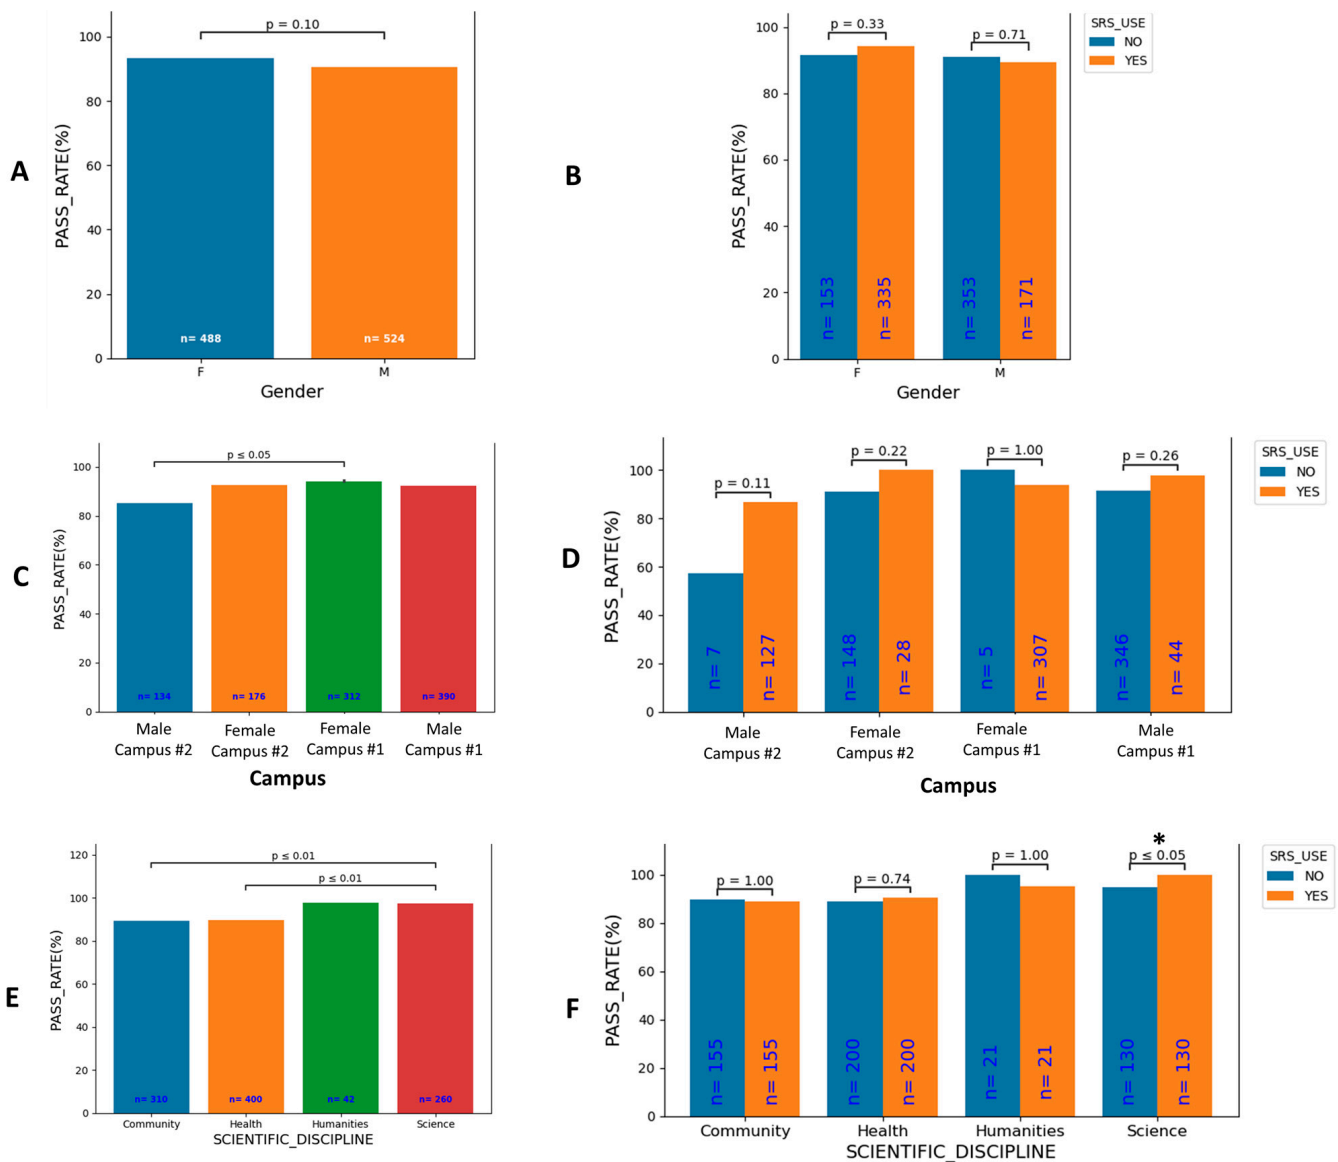 A
p = 0.10
PASS_RATE(%)
100
80
60
40
20
0
n= 488
n= 524
F
M
Gender
B
p = 0.33
p = 0.71
SRS_USE
NO
YES
PASS_RATE(%)
100
80
60
40
20
0
n= 153
n= 335
n= 353
n= 171
F
M
Gender
C
p ≤ 0.05
PASS_RATE(%)
100
80
60
40
20
0
n= 134
n= 176
n= 312
n= 390
Male
Campus #2
Female
Campus #2
Female
Campus #1
Male
Campus #1
Campus
D
p = 0.11
p = 0.22
p = 1.00
p = 0.26
SRS_USE
NO
YES
PASS_RATE(%)
100
80
60
40
20
0
n= 7
n= 127
n= 148
n= 28
n= 5
n= 307
n= 346
n= 44
Male
Campus #2
Female
Campus #2
Female
Campus #1
Male
Campus #1
Campus
E
p ≤ 0.01
p ≤ 0.01
PASS_RATE(%)
120
100
80
60
40
20
0
n= 310
n= 400
n= 42
n= 260
Community
Health
Humanities
Science
SCIENTIFIC_DISCIPLINE
F
*
p = 1.00
p = 0.74
p = 1.00
p ≤ 0.05
SRS_USE
NO
YES
PASS_RATE(%)
100
80
60
40
20
0
n= 155
n= 155
n= 200
n= 200
n= 21
n= 21
n= 130
n= 130
Community
Health
Humanities
Science
SCIENTIFIC_DISCIPLINE